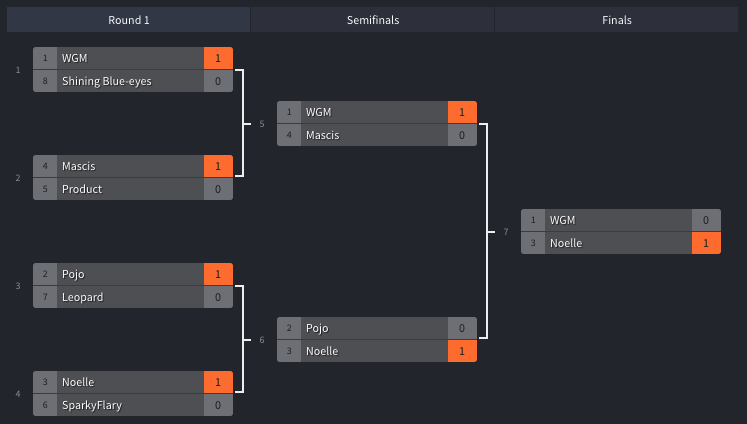 Round 1 Semifinals Finals
1
1 WGM 1
8 Shining Blue-eyes 0
2
4 Mascis 1
5 Product 0
3
2 Pojo 1
7 Leopard 0
4
3 Noelle 1
6 SparkyFlary 0
5
1 WGM 1
4 Mascis 0
6
2 Pojo 0
3 Noelle 1
7
1 WGM 0
3 Noelle 1